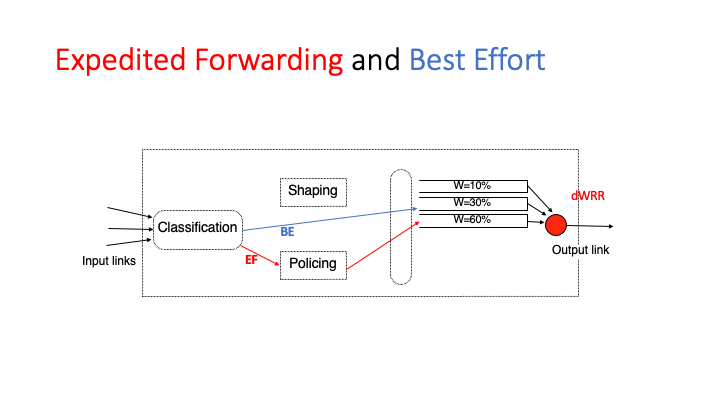 Expedited Forwarding and Best Effort
Shaping
W=10%
dWRR
W=30%
W=60%
Classification
BE
Output link
Input links
EF
Policing